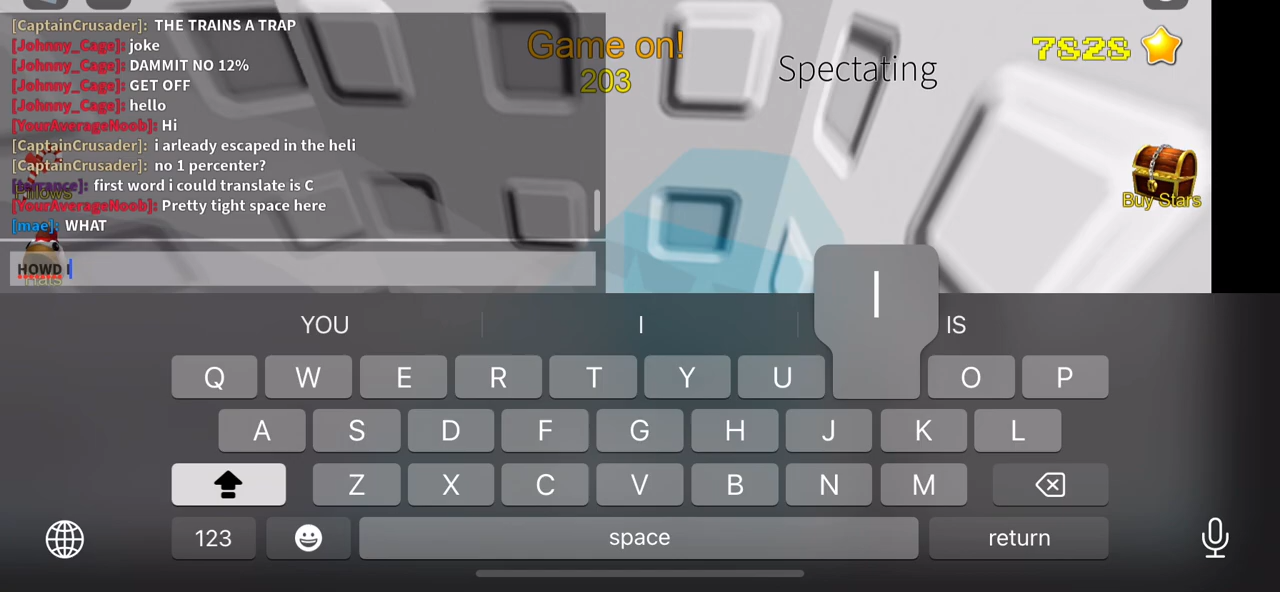 [CaptainCrusader]: THE TRAINS A TRAP
[Johnny_Cage]: joke
[Johnny_Cage]: DAMMIT NO 12%
[Johnny_Cage]: GET OFF
[Johnny_Cage]: hello
[YourAverageNoob]: Hi
[CaptainCrusader]: i arleady escaped in the heli
[CaptainCrusader]: no 1 percenter?
first word i could translate is C
Pillows
[YourAverageNoob]: Pretty tight space here
[mae]: WHAT
HOWD I
Hats
Game on!
203
Spectating
7828
Buy Stars
YOU I IS
Q W E R T Y U I O P
A S D F G H J K L
Z X C V B N M
123 space return